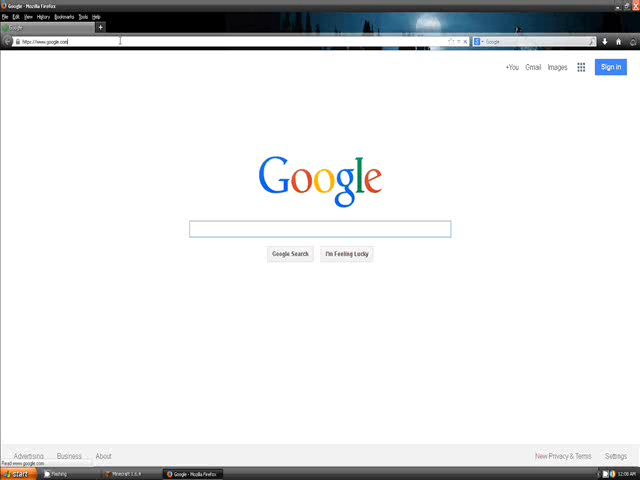 Google - Mozilla Firefox
File Edit View History Bookmarks Tools Help
Google
https://www.google.com
Google
+You Gmail Images Sign in
Google
Google Search I'm Feeling Lucky
Advertising Business About New Privacy & Terms Settings
Read www.google.com
start Minecraft 1.6.4 Google - Mozilla Firefox 12:08 AM